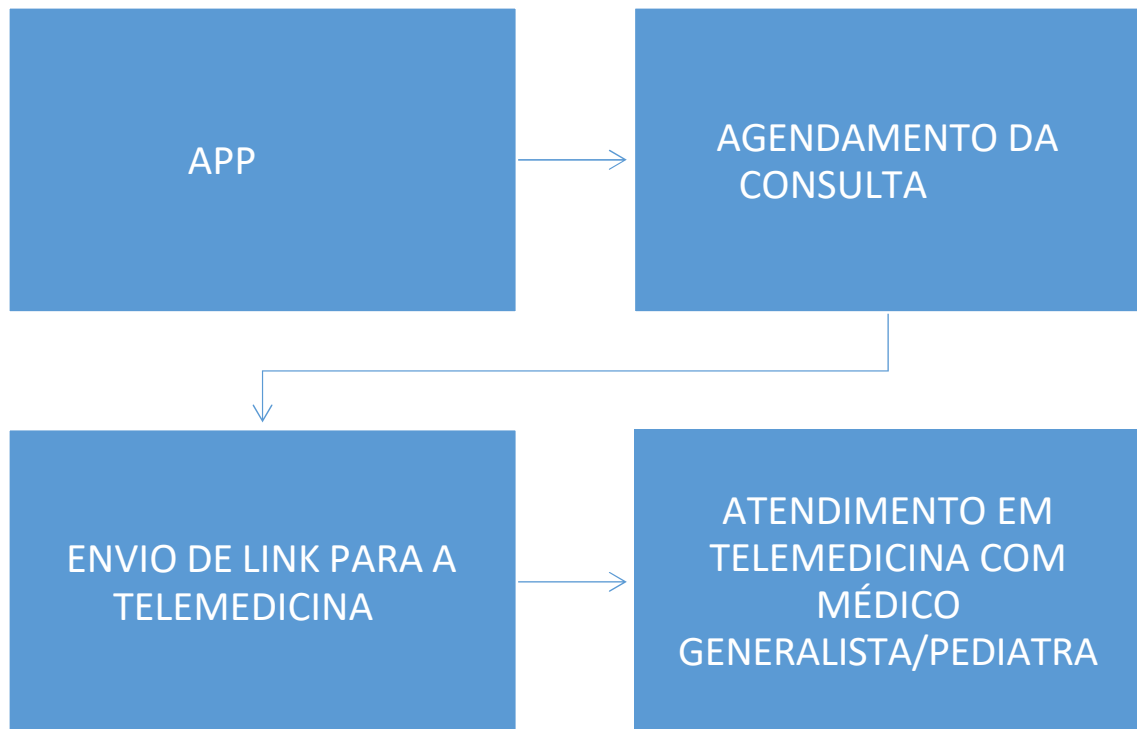 APP
AGENDAMENTO DA
CONSULTA
ENVIO DE LINK PARA A
TELEMEDICINA
ATENDIMENTO EM
TELEMEDICINA COM
MÉDICO
GENERALISTA/PEDIATRA